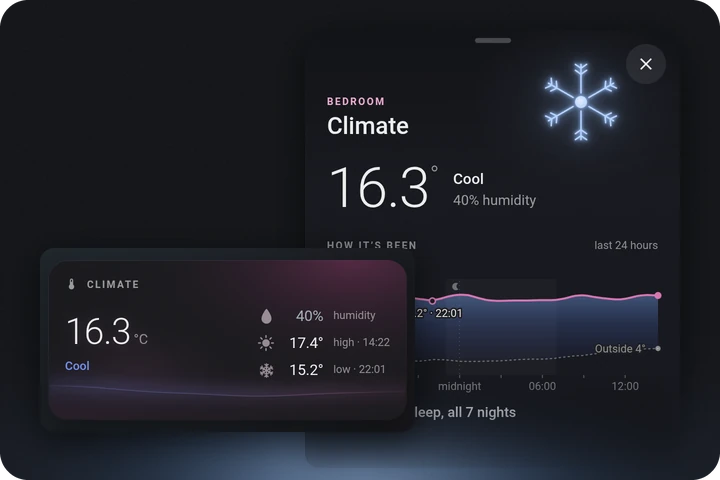 BEDROOM
Climate
16.3°
Cool
40% humidity
HOW IT'S BEEN
last 24 hours
.2° · 22:01
Outside 4°
midnight
06:00
12:00
leep, all 7 nights
CLIMATE
16.3 °C
Cool
40% humidity
17.4° high · 14:22
15.2° low · 22:01